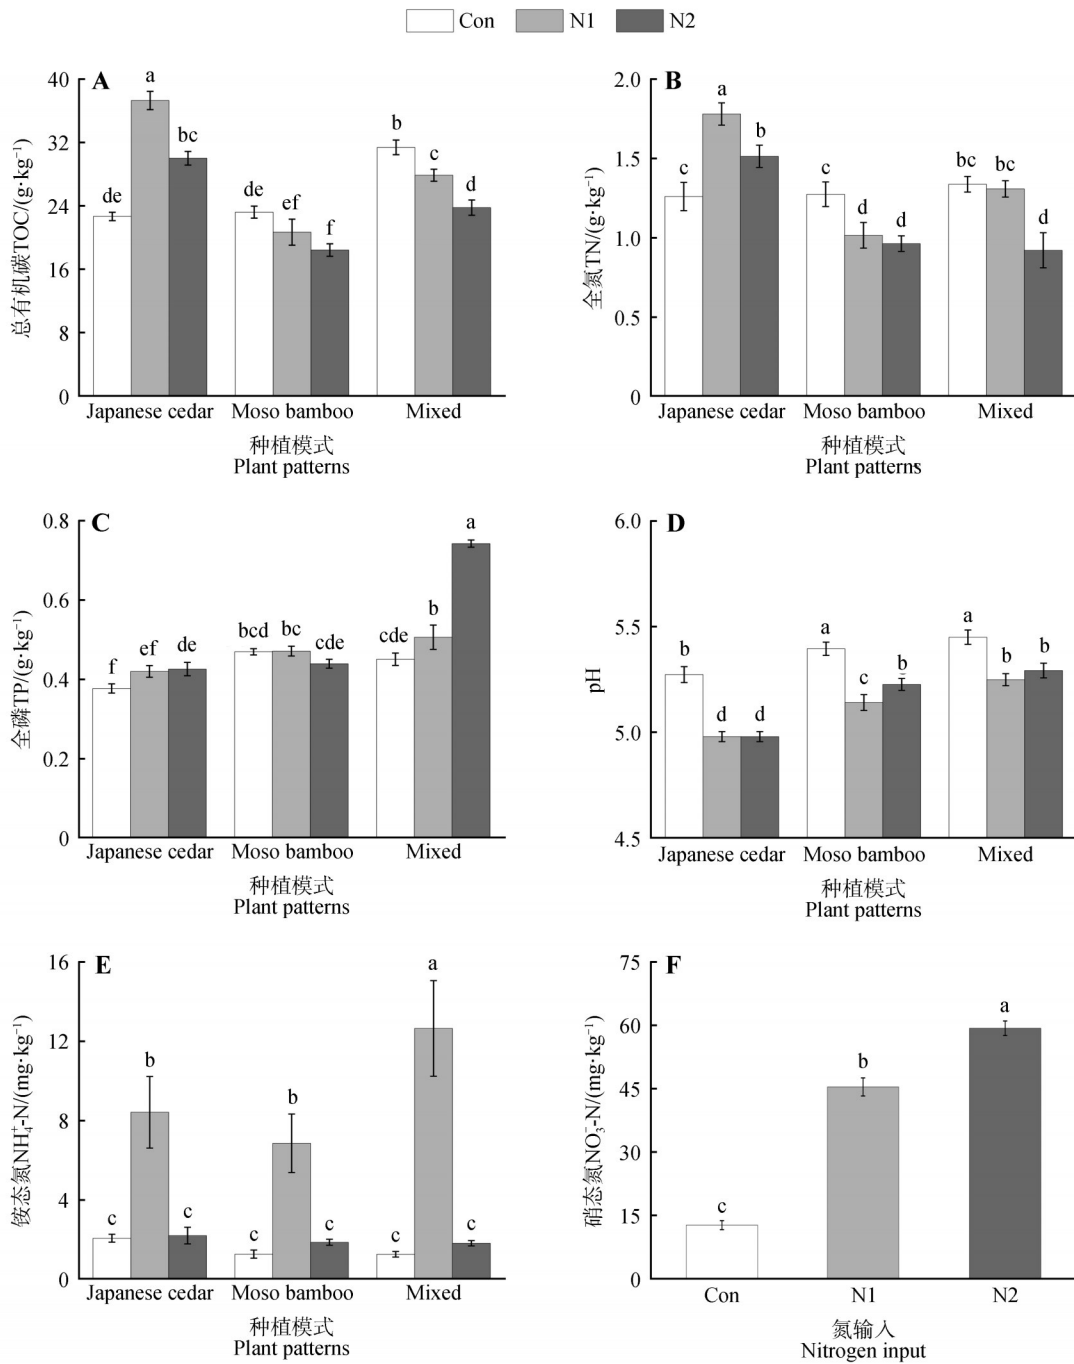 Con N1 N2
A
总有机碳TOC/(g·kg⁻¹)
40
32
24
16
8
0
de a bc
de ef f
b c d
Japanese cedar Moso bamboo Mixed
种植模式
Plant patterns
B
全氮TN/(g·kg⁻¹)
2.0
1.5
1.0
0.5
0
c a b
c d d
bc bc d
Japanese cedar Moso bamboo Mixed
种植模式
Plant patterns
C
全磷TP/(g·kg⁻¹)
0.8
0.6
0.4
0.2
0
f ef de
bcd bc cde
cde b a
Japanese cedar Moso bamboo Mixed
种植模式
Plant patterns
D
pH
6.0
5.5
5.0
4.5
b d d
a c b
a b b
Japanese cedar Moso bamboo Mixed
种植模式
Plant patterns
E
铵态氮NH₄⁺-N/(mg·kg⁻¹)
16
12
8
4
0
c b c
c b c
c a c
Japanese cedar Moso bamboo Mixed
种植模式
Plant patterns
F
硝态氮NO₃⁻-N/(mg·kg⁻¹)
75
60
45
30
15
0
c b a
Con N1 N2
氮输入
Nitrogen input